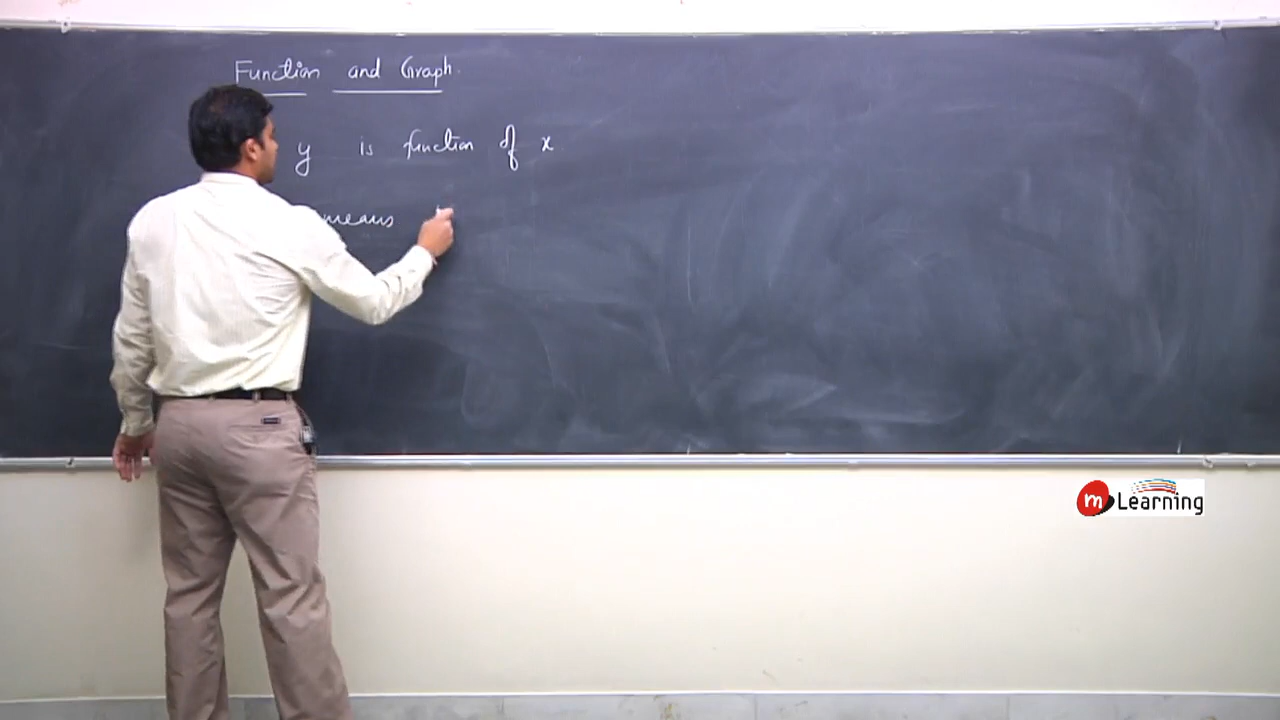 Function and Graph.
y is function of x
means
m Learning